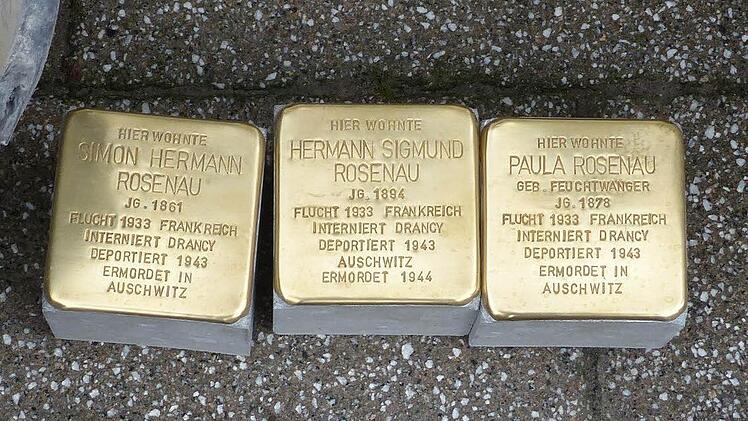 HIER WOHNTE
SIMON HERMANN
ROSENAU
JG. 1861
FLUCHT 1933 FRANKREICH
INTERNIERT DRANCY
DEPORTIERT 1943
ERMORDET IN
AUSCHWITZ
HIER WOHNTE
HERMANN SIGMUND
ROSENAU
JG. 1894
FLUCHT 1933 FRANKREICH
INTERNIERT DRANCY
DEPORTIERT 1943
AUSCHWITZ
ERMORDET 1944
HIER WOHNTE
PAULA ROSENAU
GEB. FEUCHTWANGER
JG. 1878
FLUCHT 1933 FRANKREICH
INTERNIERT DRANCY
DEPORTIERT 1943
ERMORDET IN
AUSCHWITZ